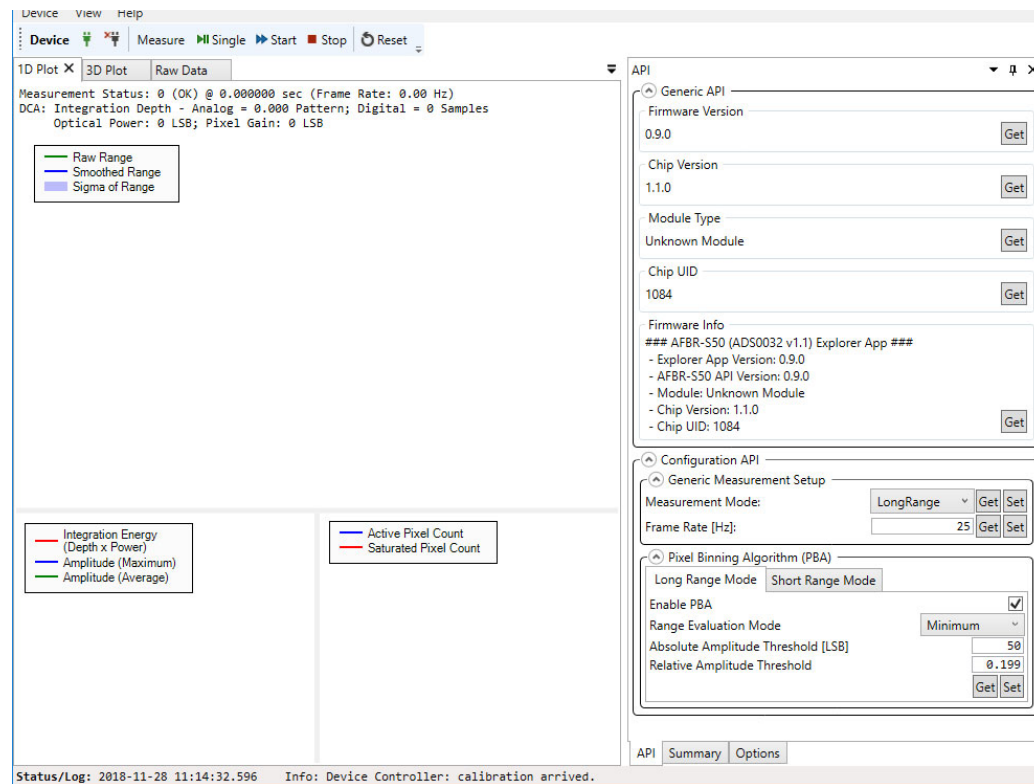 Device View Help
Device Measure Single Start Stop Reset
1D Plot 3D Plot Raw Data
Measurement Status: 0 (OK) @ 0.000000 sec (Frame Rate: 0.00 Hz)
DCA: Integration Depth - Analog = 0.000 Pattern; Digital = 0 Samples
Optical Power: 0 LSB; Pixel Gain: 0 LSB
Raw Range
Smoothed Range
Sigma of Range
Integration Energy
(Depth x Power)
Amplitude (Maximum)
Amplitude (Average)
Active Pixel Count
Saturated Pixel Count
API
Generic API
Firmware Version
0.9.0 Get
Chip Version
1.1.0 Get
Module Type
Unknown Module Get
Chip UID
1084 Get
Firmware Info
### AFBR-S50 (ADS0032 v1.1) Explorer App ###
- Explorer App Version: 0.9.0
- AFBR-S50 API Version: 0.9.0
- Module: Unknown Module
- Chip Version: 1.1.0
- Chip UID: 1084 Get
Configuration API
Generic Measurement Setup
Measurement Mode: LongRange Get Set
Frame Rate [Hz]: 25 Get Set
Pixel Binning Algorithm (PBA)
Long Range Mode Short Range Mode
Enable PBA
Range Evaluation Mode Minimum
Absolute Amplitude Threshold [LSB] 50
Relative Amplitude Threshold 0.199
Get Set
API Summary Options
Status/Log: 2018-11-28 11:14:32.596 Info: Device Controller: calibration arrived.